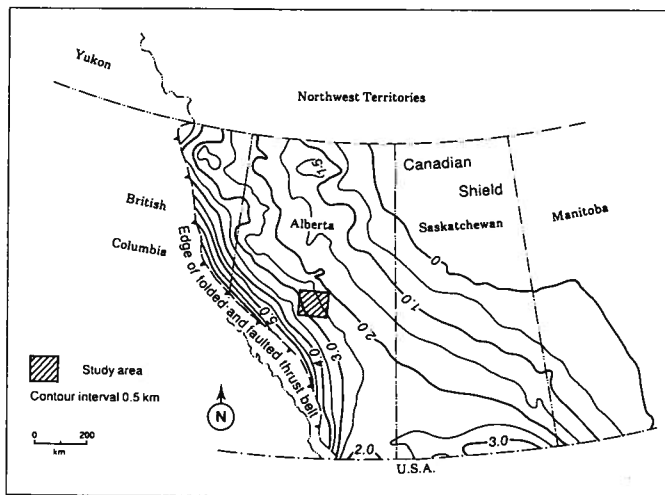 Yukon
Northwest Territories
1.5
Canadian
Shield
British
Columbia
Alberta
Saskatchewan
Manitoba
0
Edge of folded and faulted thrust belt
5.0
4.0
3.0
2.0
1.0
Study area
Contour interval 0.5 km
N
0 200
km
2.0
3.0
U.S.A.